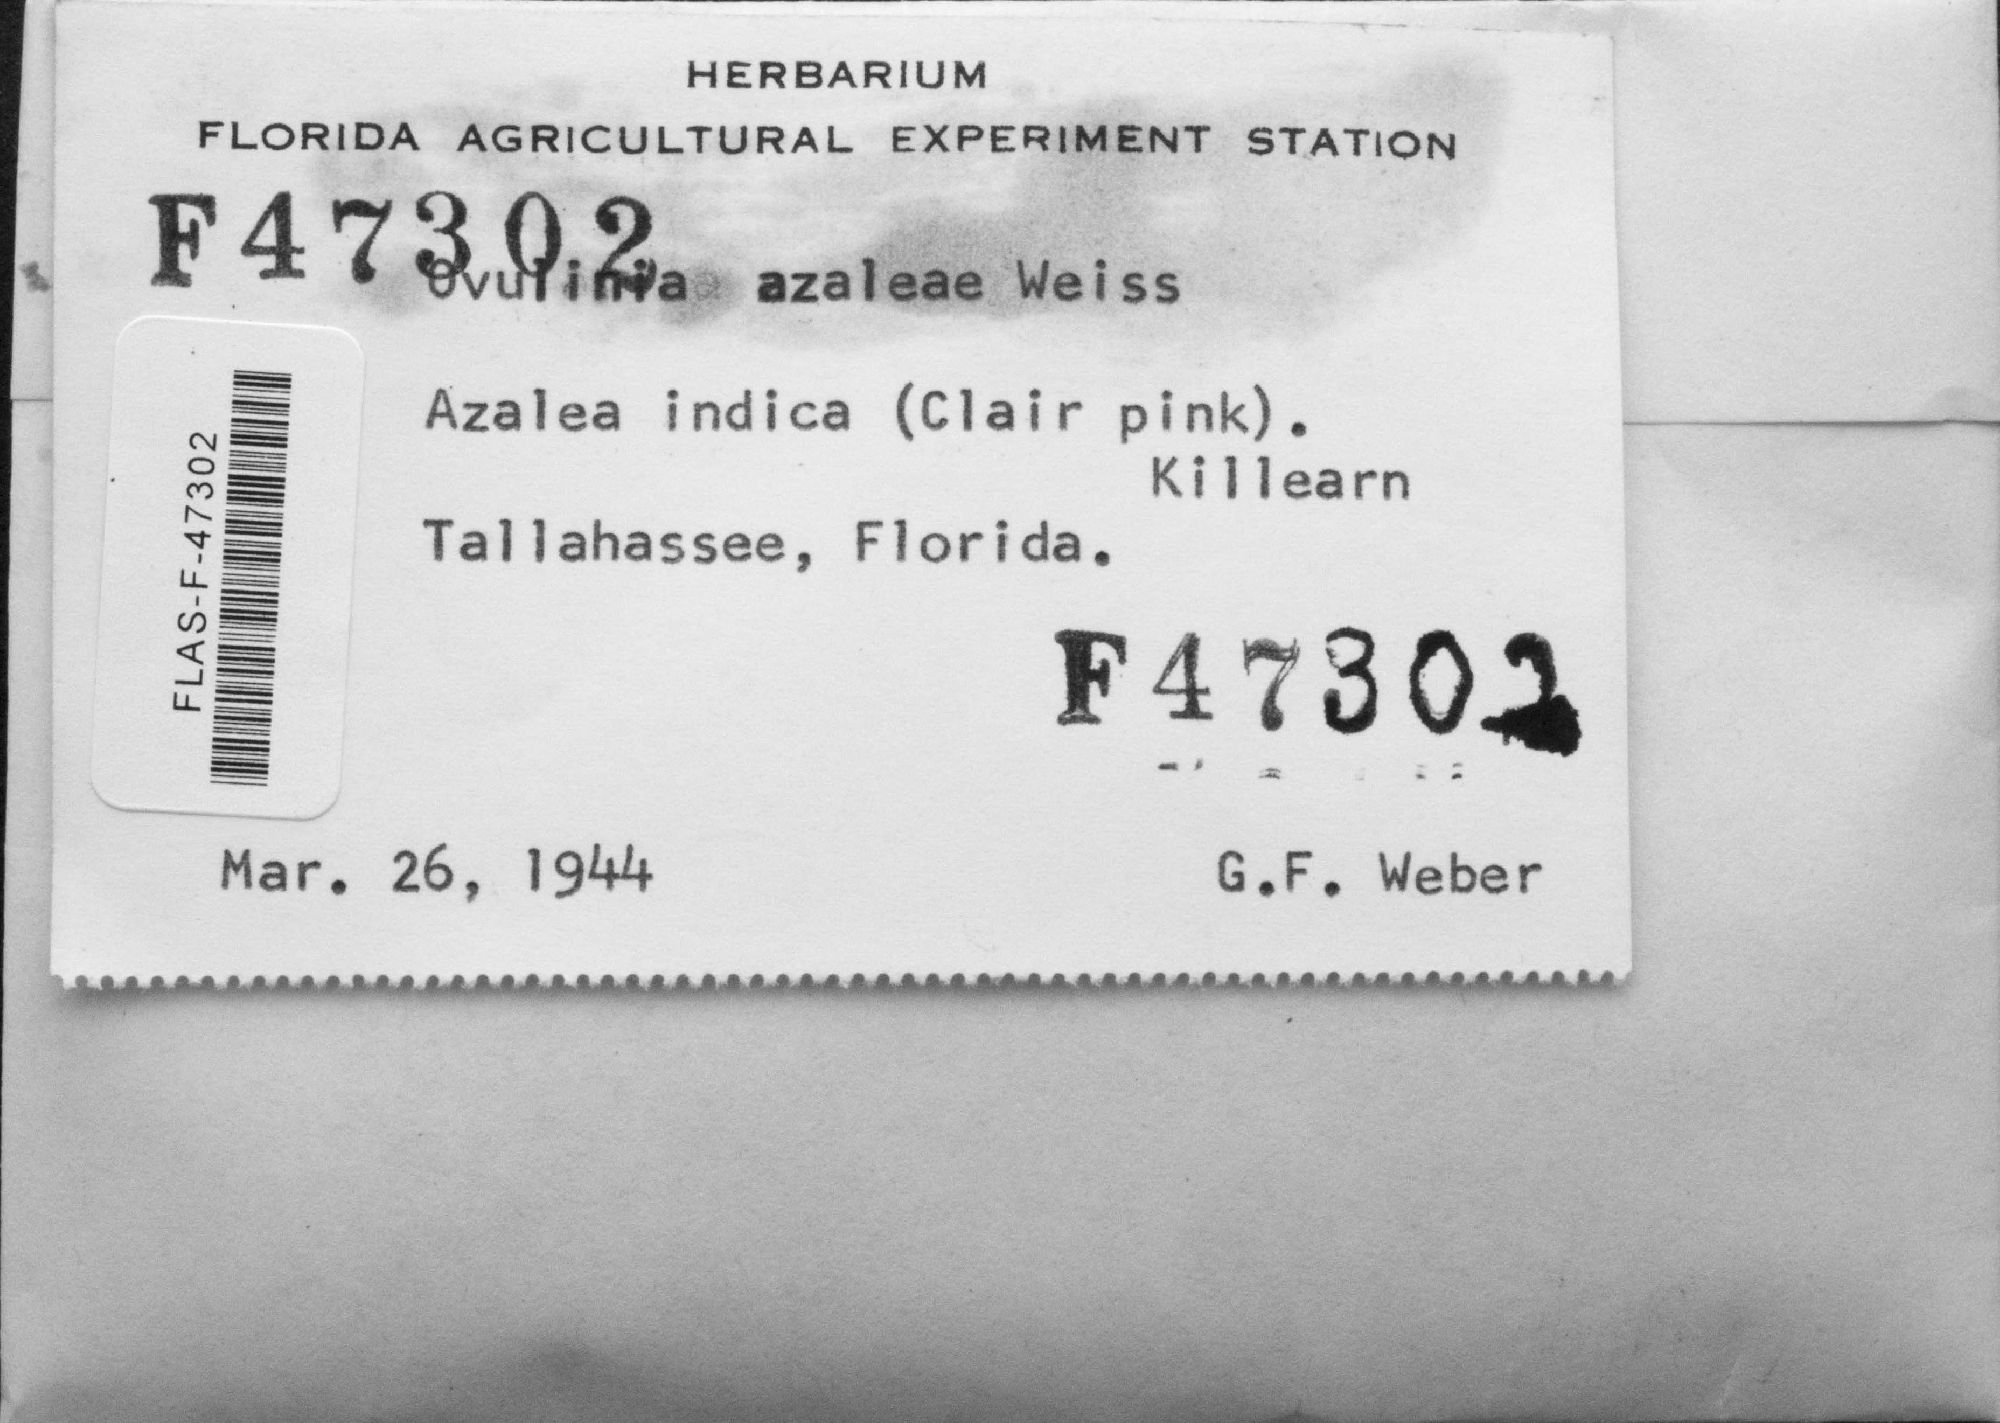 HERBARIUM
FLORIDA AGRICULTURAL EXPERIMENT STATION
F47302
Ovulinia azaleae Weiss
FLAS-F-47302
Azalea indica (Clair pink).
Killearn
Tallahassee, Florida.
F47302
Mar. 26, 1944 G.F. Weber